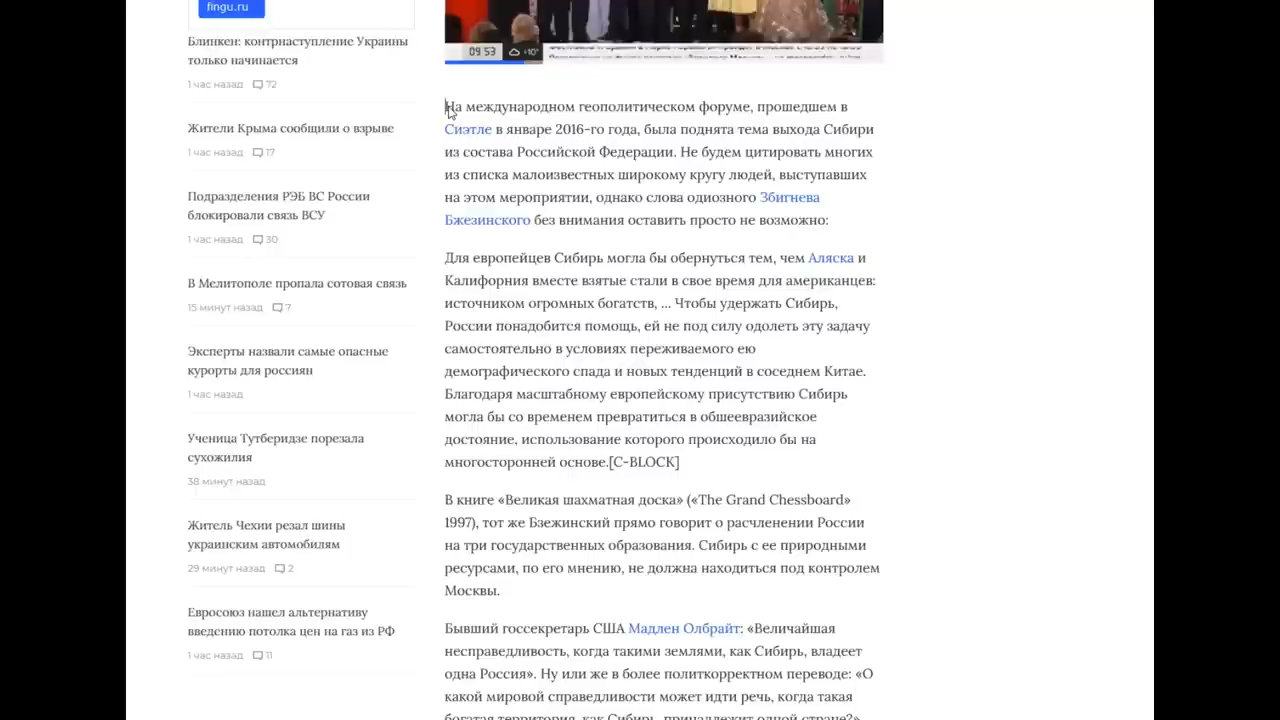 fingu.ru
Блинкен: контрнаступление Украины
только начинается
1 час назад 72
Жители Крыма сообщили о взрыве
1 час назад 17
Подразделения РЭБ ВС России
блокировали связь ВСУ
1 час назад 30
В Мелитополе пропала сотовая связь
15 минут назад 7
Эксперты назвали самые опасные
курорты для россиян
1 час назад
Ученица Тутберидзе порезала
сухожилия
38 минут назад
Житель Чехии резал шины
украинским автомобилям
29 минут назад 2
Евросоюз нашел альтернативу
введению потолка цен на газ из РФ
1 час назад 11
09 53 +10°
На международном геополитическом форуме, прошедшем в
Сиэтле в январе 2016-го года, была поднята тема выхода Сибири
из состава Российской Федерации. Не будем цитировать многих
из списка малоизвестных широкому кругу людей, выступавших
на этом мероприятии, однако слова одиозного Збигнева
Бжезинского без внимания оставить просто не возможно:
Для европейцев Сибирь могла бы обернуться тем, чем Аляска и
Калифорния вместе взятые стали в свое время для американцев:
источником огромных богатств, ... Чтобы удержать Сибирь,
России понадобится помощь, ей не под силу одолеть эту задачу
самостоятельно в условиях переживаемого ею
демографического спада и новых тенденций в соседнем Китае.
Благодаря масштабному европейскому присутствию Сибирь
могла бы со временем превратиться в обшеевразийское
достояние, использование которого происходило бы на
многосторонней основе.[C-BLOCK]
В книге «Великая шахматная доска» («The Grand Chessboard»
1997), тот же Бзежинский прямо говорит о расчленении России
на три государственных образования. Сибирь с ее природными
ресурсами, по его мнению, не должна находиться под контролем
Москвы.
Бывший госсекретарь США Мадлен Олбрайт: «Величайшая
несправедливость, когда такими землями, как Сибирь, владеет
одна Россия». Ну или же в более политкорректном переводе: «О
какой мировой справедливости может идти речь, когда такая
богатая территория, как Сибирь, принадлежит одной стране?»